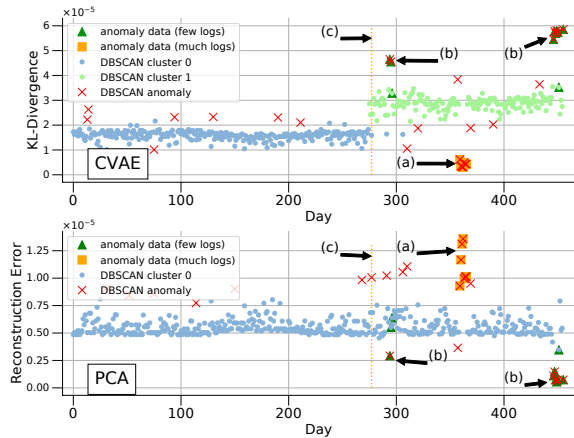 1e−5
6
5
4
3
2
1
0
KL-Divergence
anomaly data (few logs)
anomaly data (much logs)
DBSCAN cluster 0
DBSCAN cluster 1
DBSCAN anomaly
(c)
(b)
(b)
(a)
CVAE
0
100
200
300
400
Day
1e−5
1.25
1.00
0.75
0.50
0.25
0.00
Reconstruction Error
anomaly data (few logs)
anomaly data (much logs)
DBSCAN cluster 0
DBSCAN anomaly
(c)
(a)
(b)
(b)
PCA
0
100
200
300
400
Day